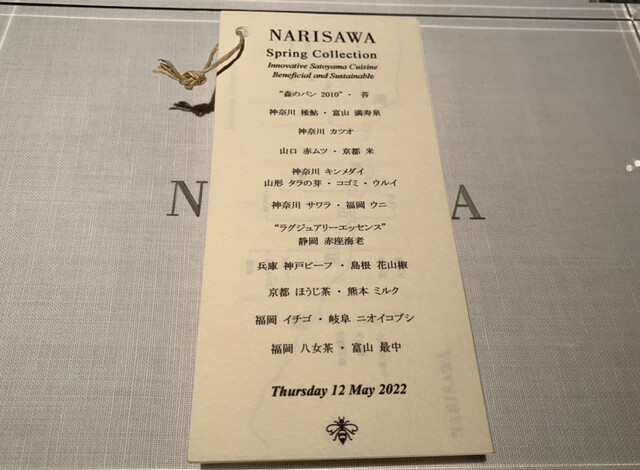 NARISAWA
Spring Collection
Innovative Satoyama Cuisine
Beneficial and Sustainable
“森のパン 2010”・ 苔
神奈川 稚鮎・富山 満寿泉
神奈川 カツオ
山口 赤ムツ・京都 米
神奈川 キンメダイ
山形 タラの芽・コゴミ・ウルイ
神奈川 サワラ・福岡 ウニ
“ラグジュアリーエッセンス”
静岡 赤座海老
兵庫 神戸ビーフ・島根 花山椒
京都 ほうじ茶・熊本 ミルク
福岡 イチゴ・岐阜 ニオイコブシ
福岡 八女茶・富山 最中
Thursday 12 May 2022
N A
NARISAWA